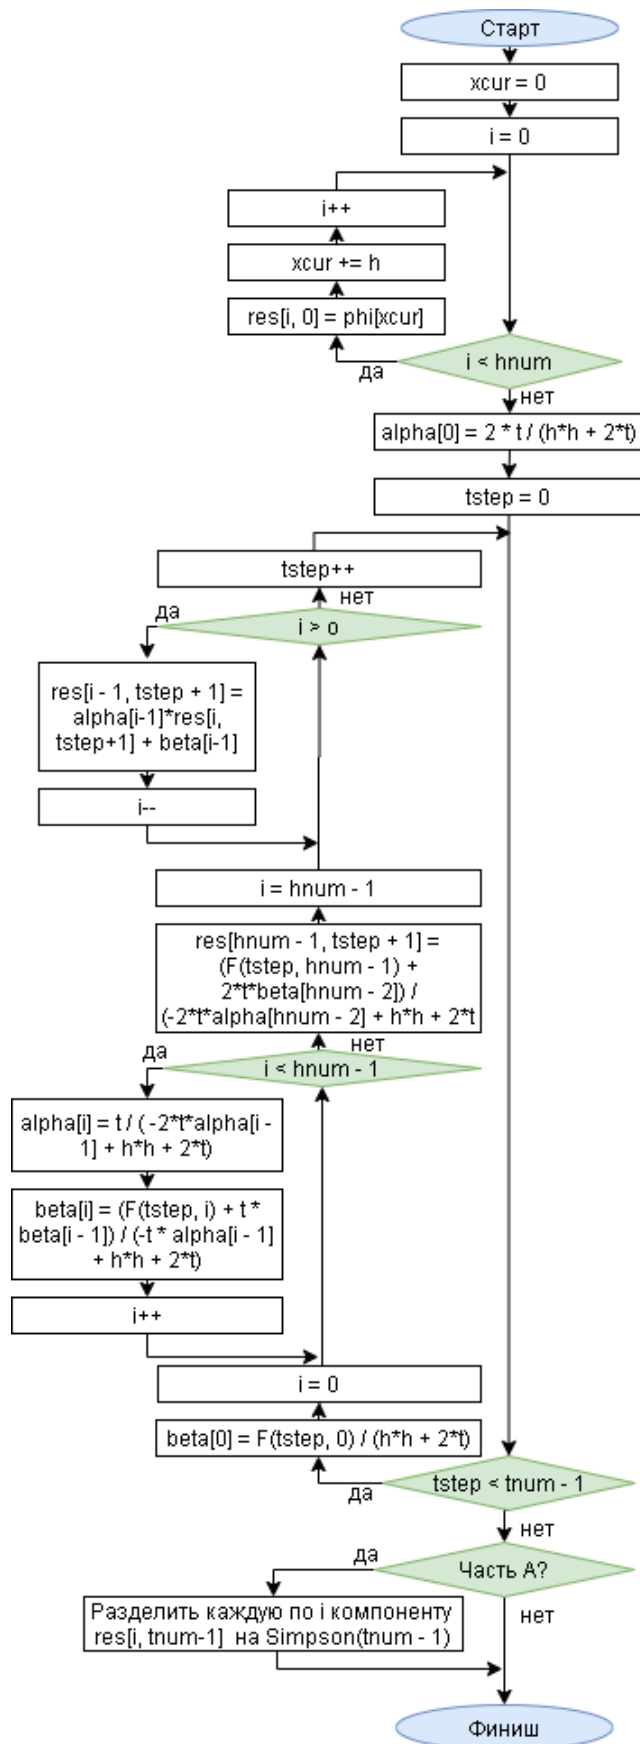 Старт
xcur = 0
i = 0
i++
xcur += h
res[i, 0] = phi[xcur]
i < hnum
да
нет
alpha[0] = 2 * t / (h*h + 2*t)
tstep = 0
tstep++
нет
да
i > o
res[i - 1, tstep + 1] =
alpha[i-1]*res[i,
tstep+1] + beta[i-1]
i--
i = hnum - 1
res[hnum - 1, tstep + 1] =
(F(tstep, hnum - 1) +
2*t*beta[hnum - 2]) /
(-2*t*alpha[hnum - 2] + h*h + 2*t
нет
да
i < hnum - 1
alpha[i] = t / ( -2*t*alpha[i -
1] + h*h + 2*t)
beta[i] = (F(tstep, i) + t *
beta[i - 1]) / (-t * alpha[i - 1]
+ h*h + 2*t)
i++
i = 0
beta[0] = F(tstep, 0) / (h*h + 2*t)
tstep < tnum - 1
да
нет
да
Часть А?
Разделить каждую по i компоненту
res[i, tnum-1] на Simpson(tnum - 1)
нет
Финиш